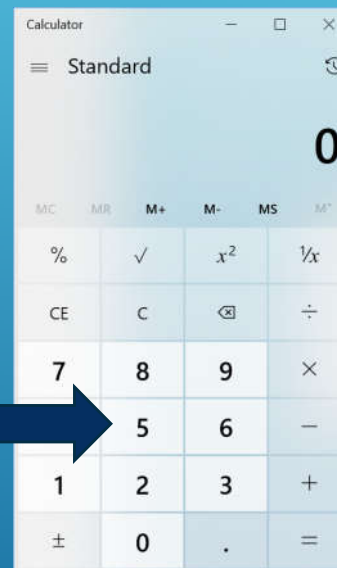 Calculator
Standard
0
MC MR M+ M- MS M˅
% √ x² ¹/x
CE C ÷
7 8 9 ×
5 6 −
1 2 3 +
± 0 . =